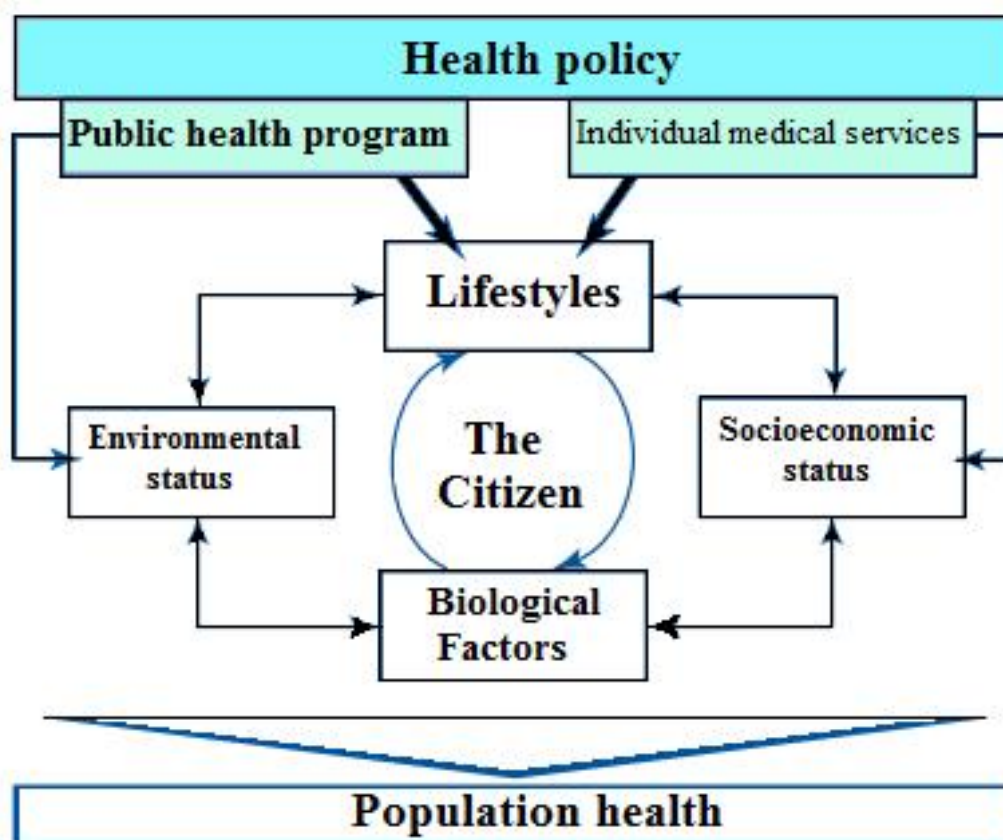 Health policy
Public health program
Individual medical services
Lifestyles
Environmental
status
The
Citizen
Socioeconomic
status
Biological
Factors
Population health